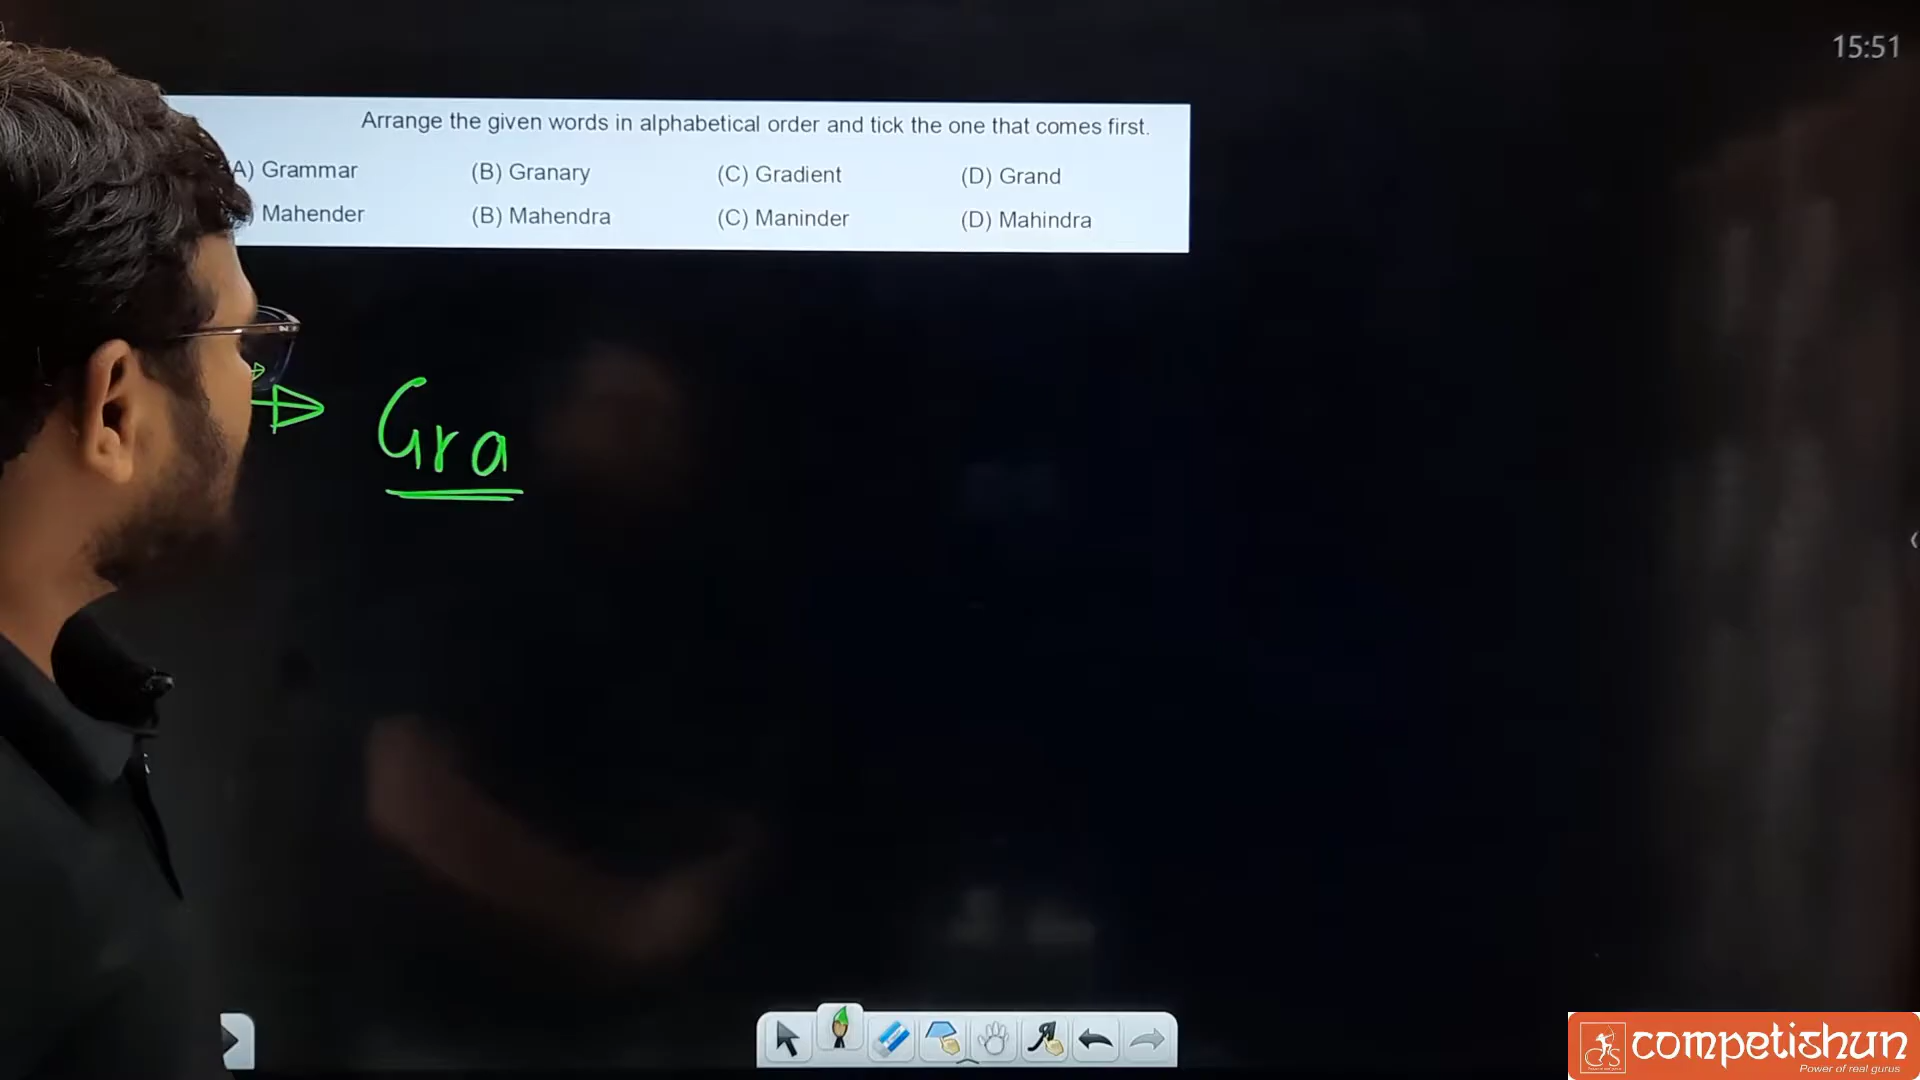 15:51
Arrange the given words in alphabetical order and tick the one that comes first.
A) Grammar (B) Granary (C) Gradient (D) Grand
) Mahender (B) Mahendra (C) Maninder (D) Mahindra
Gra
competishun
Power of real gurus